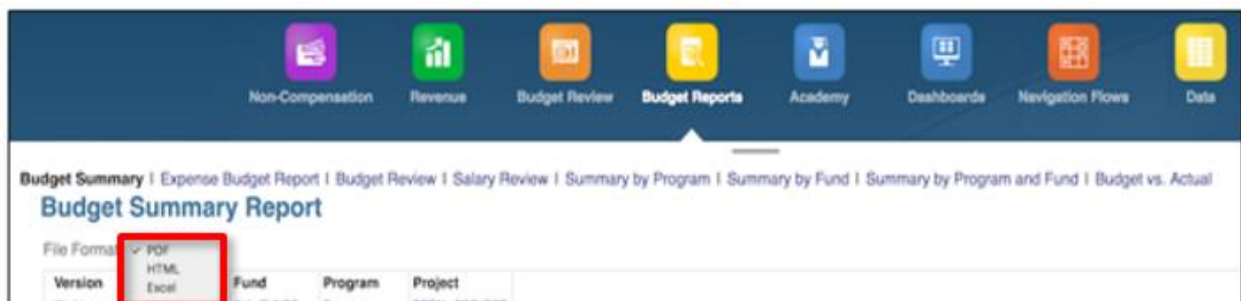 Non-Compensation Revenue Budget Review Budget Reports Academy Dashboards Navigation Flows Data
Budget Summary | Expense Budget Report | Budget Review | Salary Review | Summary by Program | Summary by Fund | Summary by Program and Fund | Budget vs. Actual
Budget Summary Report
File Format ✓ PDF
HTML
Excel
Version Fund Program Project